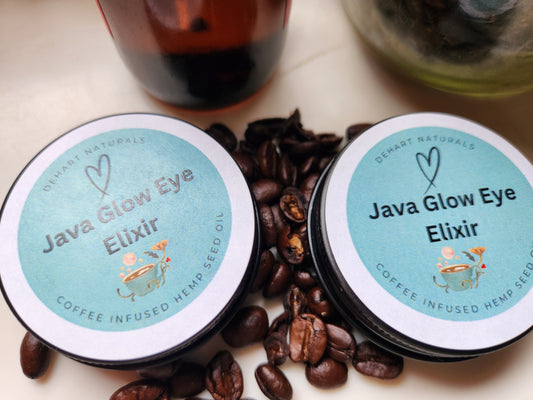 DEHART NATURALS
Java Glow Eye
Elixir
COFFEE INFUSED HEMP SEED OIL
DEHART NATURALS
Java Glow Eye
Elixir
COFFEE INFUSED HEMP SEED OIL